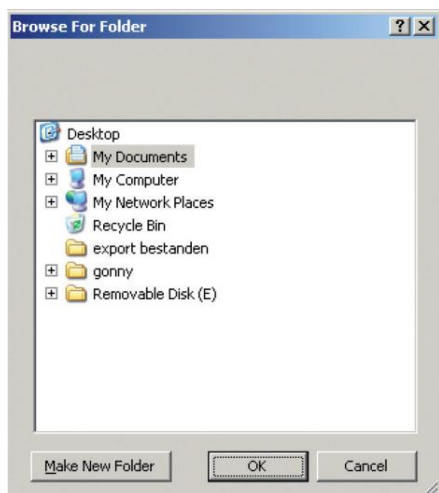 Browse For Folder
Desktop
My Documents
My Computer
My Network Places
Recycle Bin
export bestanden
gonny
Removable Disk (E)
Make New Folder
OK
Cancel